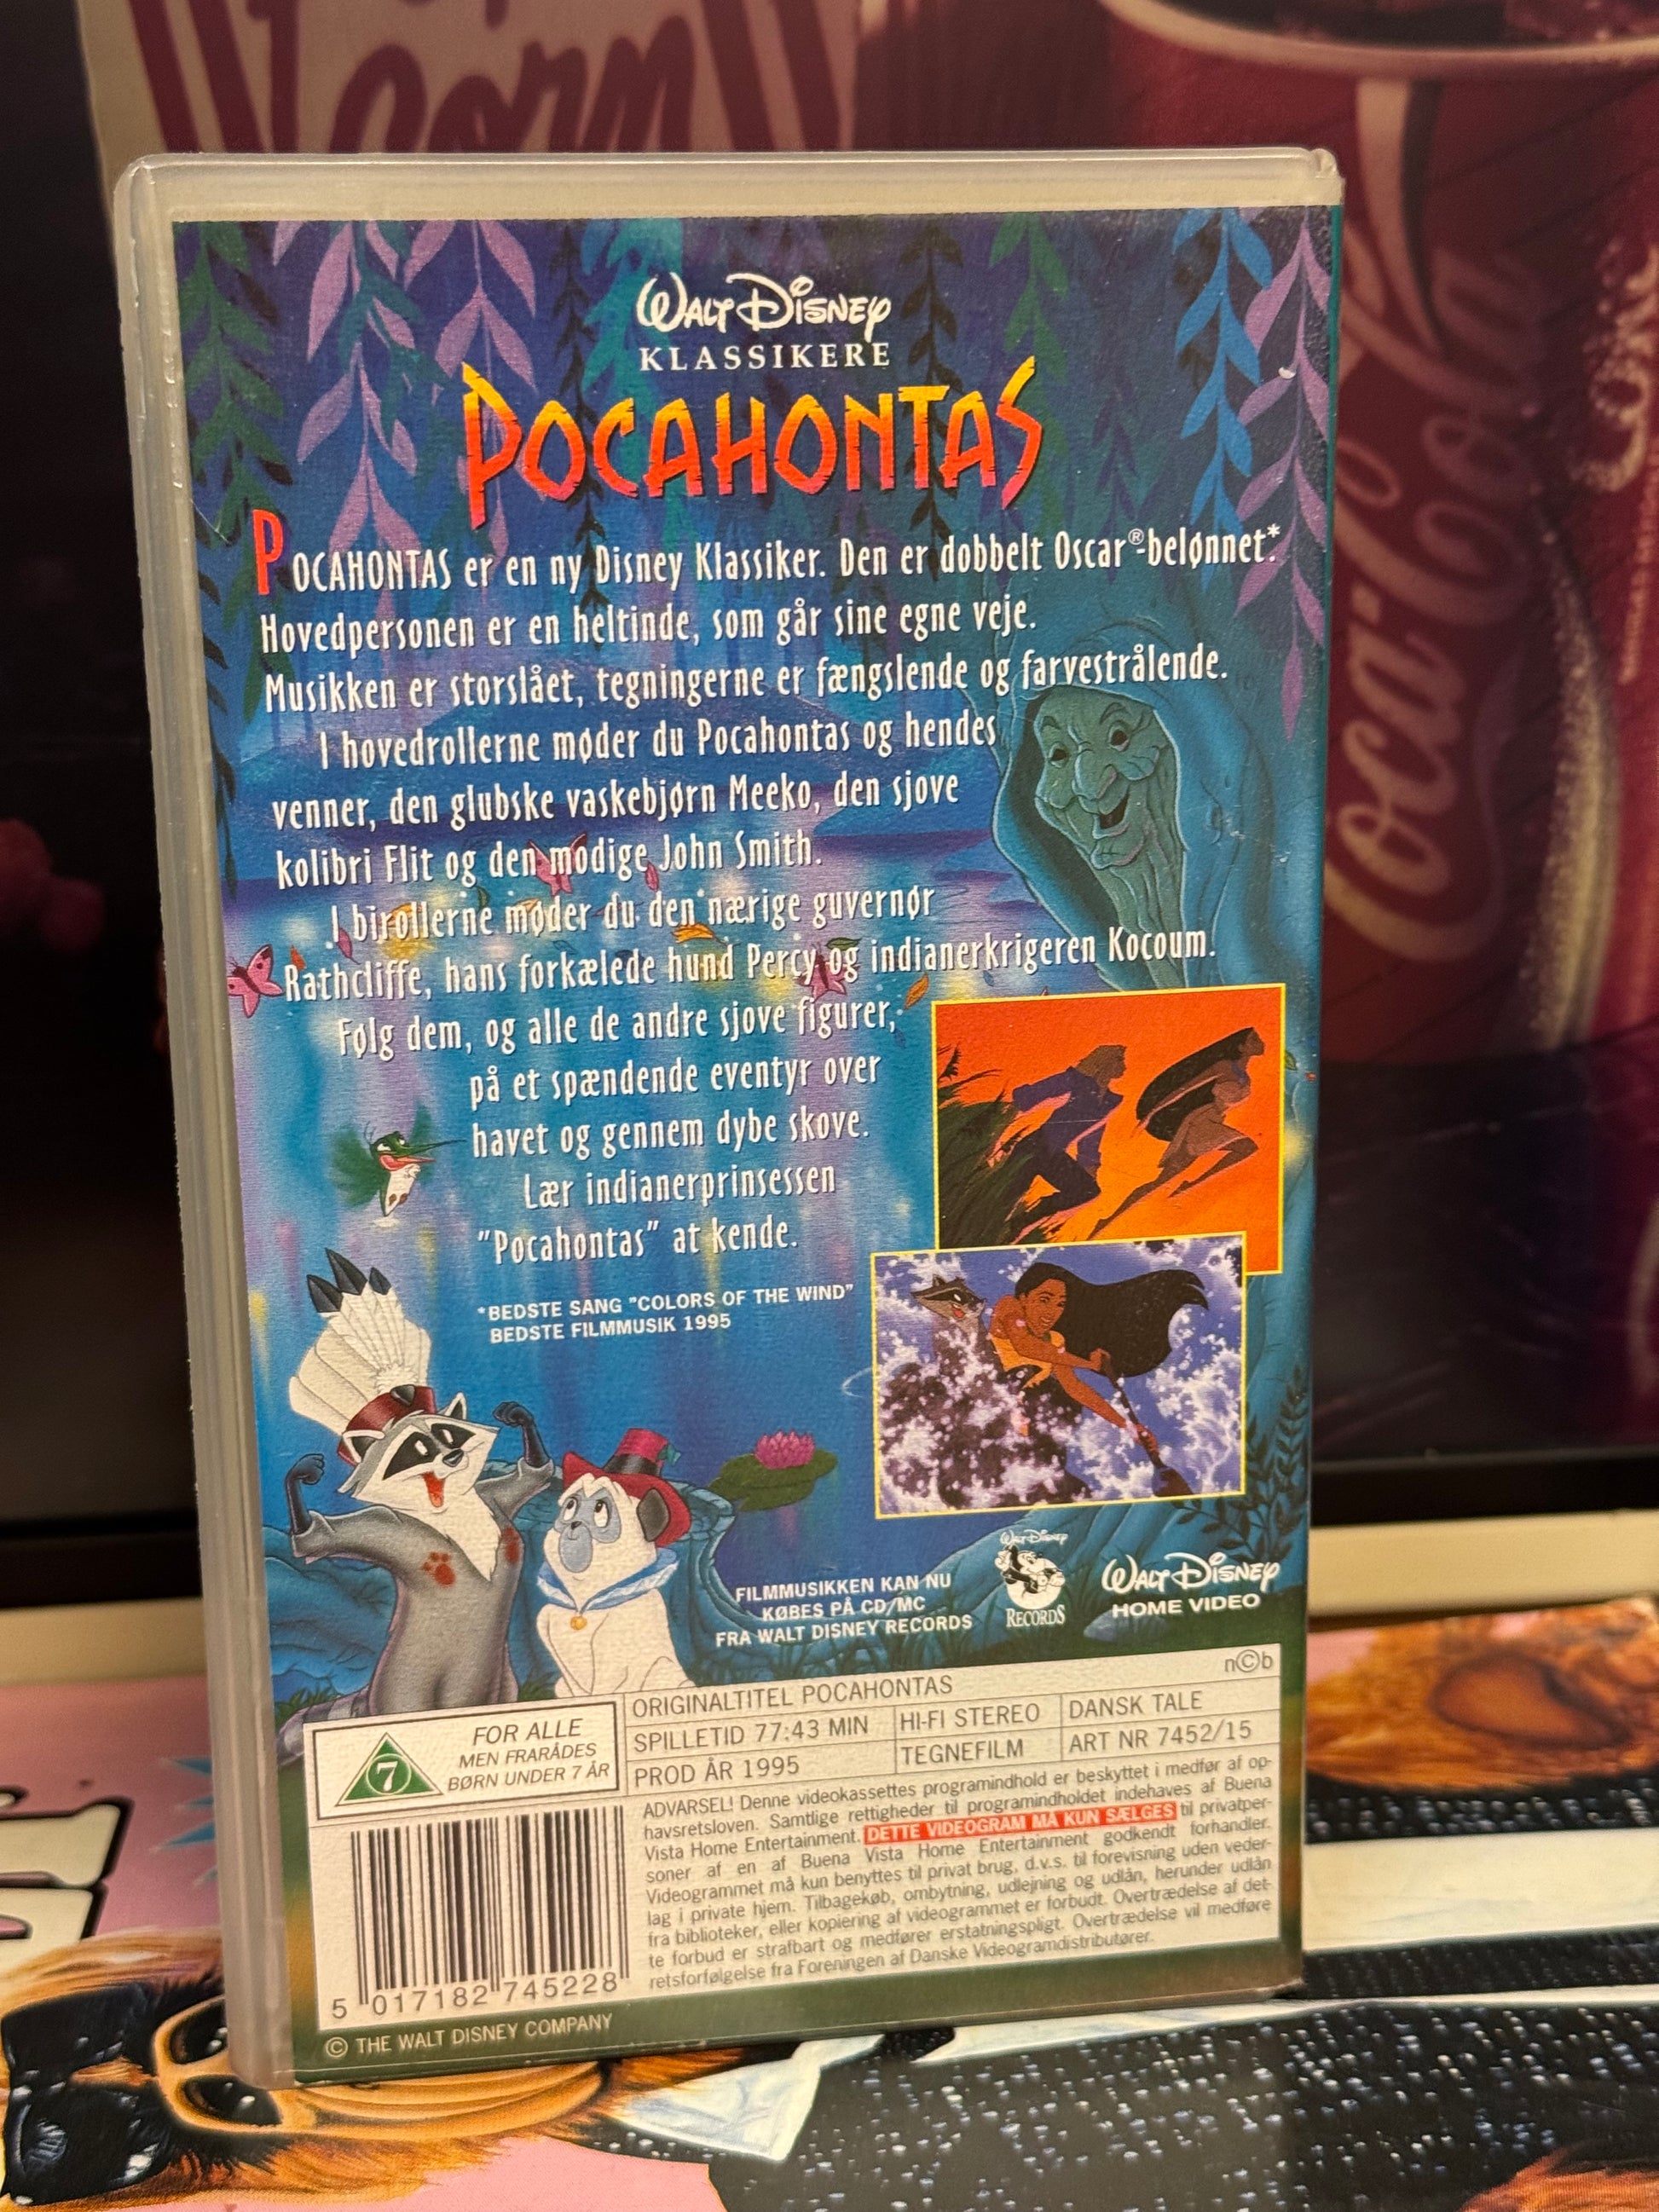 corn
Coca-Cola
WALT DISNEY
KLASSIKERE
POCAHONTAS
POCAHONTAS er en ny Disney Klassiker. Den er dobbelt Oscar®-belønnet.*
Hovedpersonen er en heltinde, som går sine egne veje.
Musikken er storslået, tegningerne er fængslende og farvestrålende.
I hovedrollerne møder du Pocahontas og hendes
venner, den glubske vaskebjørn Meeko, den sjove
kolibri Flit og den modige John Smith.
I birollerne møder du den nærige guvernør
Rathcliffe, hans forkælede hund Percy og indianerkrigeren Kocoum.
Følg dem, og alle de andre sjove figurer,
på et spændende eventyr over
havet og gennem dybe skove.
Lær indianerprinsessen
"Pocahontas" at kende.
*BEDSTE SANG "COLORS OF THE WIND"
BEDSTE FILMMUSIK 1995
FILMMUSIKKEN KAN NU
KØBES PÅ CD/MC
FRA WALT DISNEY RECORDS
WALT DISNEY
RECORDS
WALT DISNEY
HOME VIDEO
n©b
7
FOR ALLE
MEN FRARÅDES
BØRN UNDER 7 ÅR
ORIGINALTITEL POCAHONTAS
SPILLETID 77:43 MIN
HI-FI STEREO
DANSK TALE
PROD ÅR 1995
TEGNEFILM
ART NR 7452/15
ADVARSEL! Denne videokassettes programindhold er beskyttet i medfør af op-
havsretsloven. Samtlige rettigheder til programindholdet indehaves af Buena
Vista Home Entertainment. DETTE VIDEOGRAM MÅ KUN SÆLGES til privatper-
soner af en af Buena Vista Home Entertainment godkendt forhandler.
Videogrammet må kun benyttes til privat brug, d.v.s. til forevisning uden veder-
lag i private hjem. Tilbagekøb, ombytning, udlejning og udlån, herunder udlån
fra biblioteker, eller kopiering af videogrammet er forbudt. Overtrædelse af det-
te forbud er strafbart og medfører erstatningspligt. Overtrædelse vil medføre
retsforfølgelse fra Foreningen af Danske Videogramdistributører.
5 017182 745228
© THE WALT DISNEY COMPANY